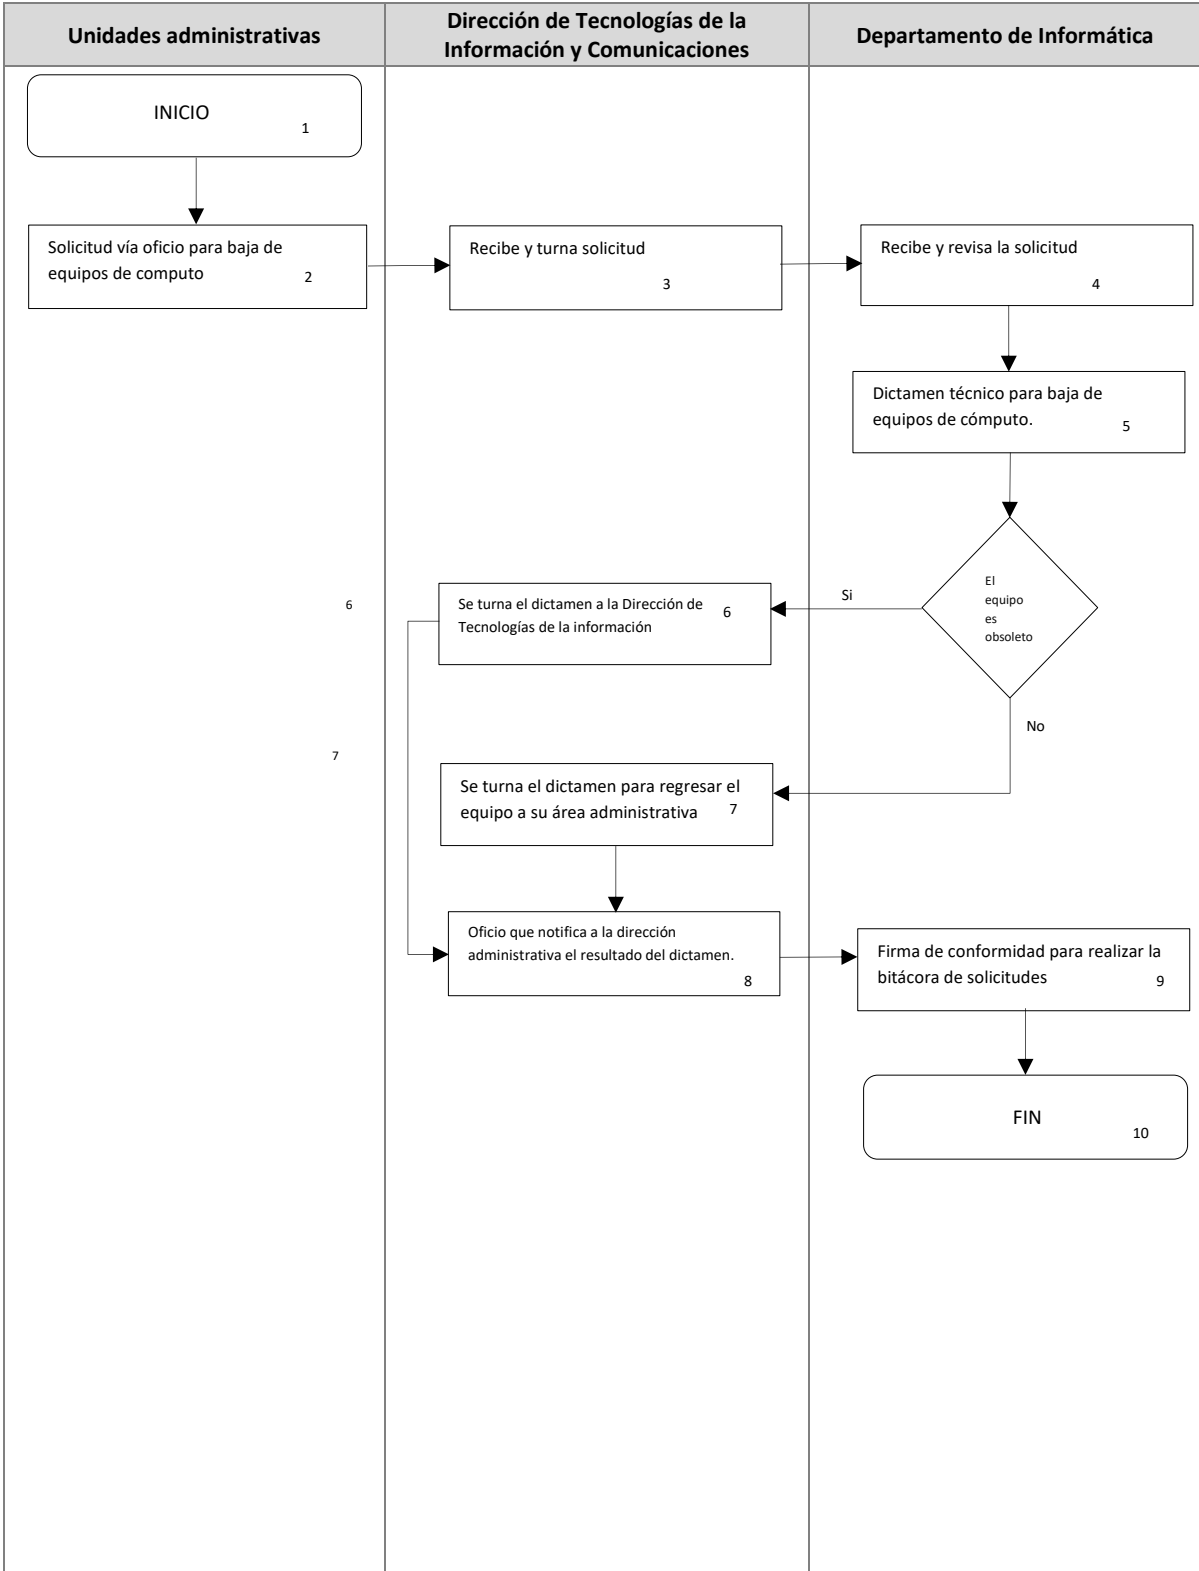 Unidades administrativas
Dirección de Tecnologías de la
Información y Comunicaciones
Departamento de Informática
INICIO
1
Solicitud vía oficio para baja de
equipos de computo
2
Recibe y turna solicitud
3
Recibe y revisa la solicitud
4
Dictamen técnico para baja de
equipos de cómputo.
5
El
equipo
es
obsoleto
Si
Se turna el dictamen a la Dirección de
Tecnologías de la información
6
6
No
7
Se turna el dictamen para regresar el
equipo a su área administrativa
7
Oficio que notifica a la dirección
administrativa el resultado del dictamen.
8
Firma de conformidad para realizar la
bitácora de solicitudes
9
FIN
10